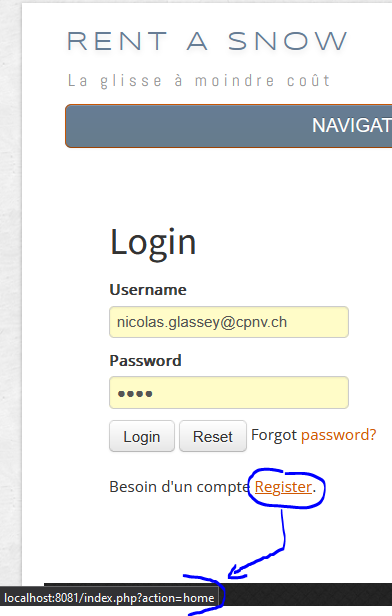 RENT A SNOW
La glisse à moindre coût
NAVIGAT
Login
Username
nicolas.glassey@cpnv.ch
Password
Login Reset Forgot password?
Besoin d'un compte Register.
localhost:8081/index.php?action=home